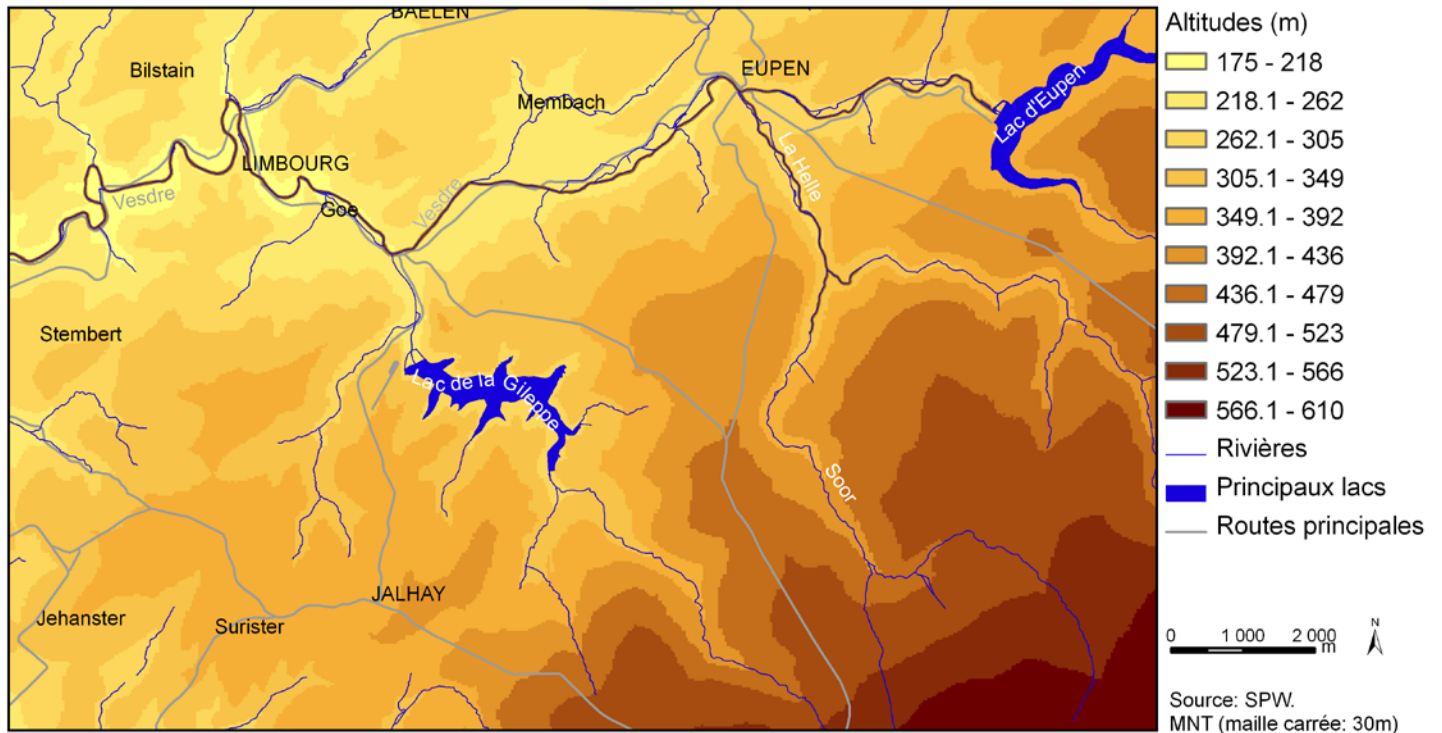 BAELEN
Bilstain
EUPEN
Membach
Lac d'Eupen
LIMBOURG
La Helle
Vesdre
Vesdre
Goe
Stembert
Lac de la Gileppe
Soor
JALHAY
Jehanster
Surister
Altitudes (m)
175 - 218
218.1 - 262
262.1 - 305
305.1 - 349
349.1 - 392
392.1 - 436
436.1 - 479
479.1 - 523
523.1 - 566
566.1 - 610
Rivières
Principaux lacs
Routes principales
0 1 000 2 000
m
N
Source: SPW.
MNT (maille carrée: 30m)